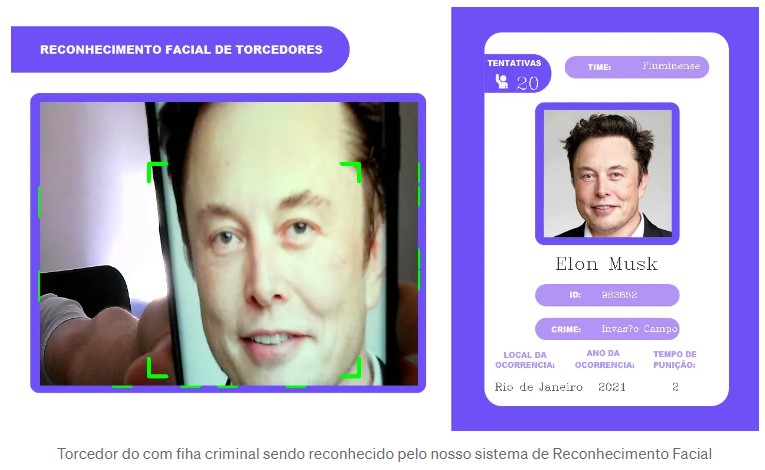 RECONHECIMENTO FACIAL DE TORCEDORES
TENTATIVAS
20
TIME: Fluminense
Elon Musk
ID: 963652
CRIME: Invas?o Campo
LOCAL DA OCORRENCIA:
ANO DA OCORRENCIA:
TEMPO DE PUNIÇÃO:
Rio de Janeiro 2021 2
Torcedor do com fiha criminal sendo reconhecido pelo nosso sistema de Reconhecimento Facial